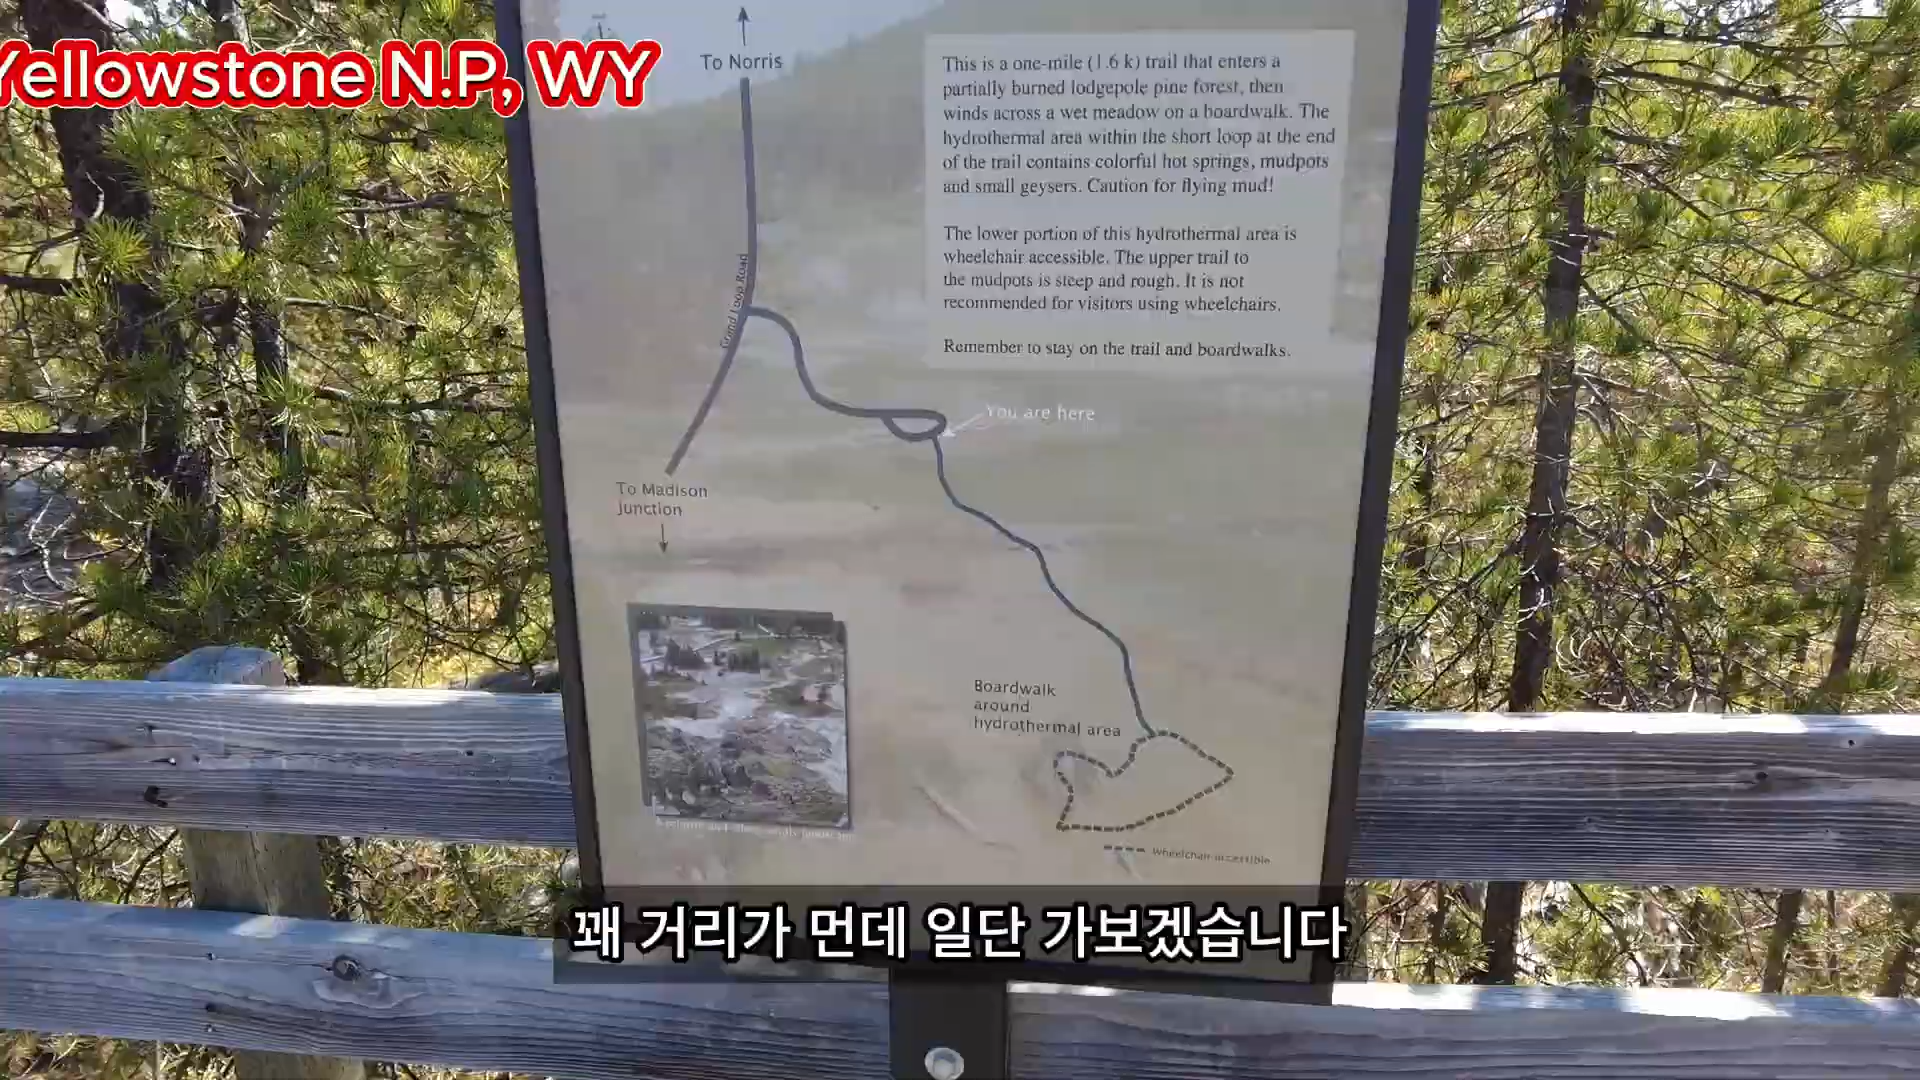 Yellowstone N.P, WY
To Norris
This is a one-mile (1.6 k) trail that enters a
partially burned lodgepole pine forest, then
winds across a wet meadow on a boardwalk. The
hydrothermal area within the short loop at the end
of the trail contains colorful hot springs, mudpots
and small geysers. Caution for flying mud!
The lower portion of this hydrothermal area is
wheelchair accessible. The upper trail to
the mudpots is steep and rough. It is not
recommended for visitors using wheelchairs.
Remember to stay on the trail and boardwalks.
Grand Loop Road
You are here
To Madison
Junction
Boardwalk
around
hydrothermal area
Wheelchair accessible
꽤 거리가 먼데 일단 가보겠습니다